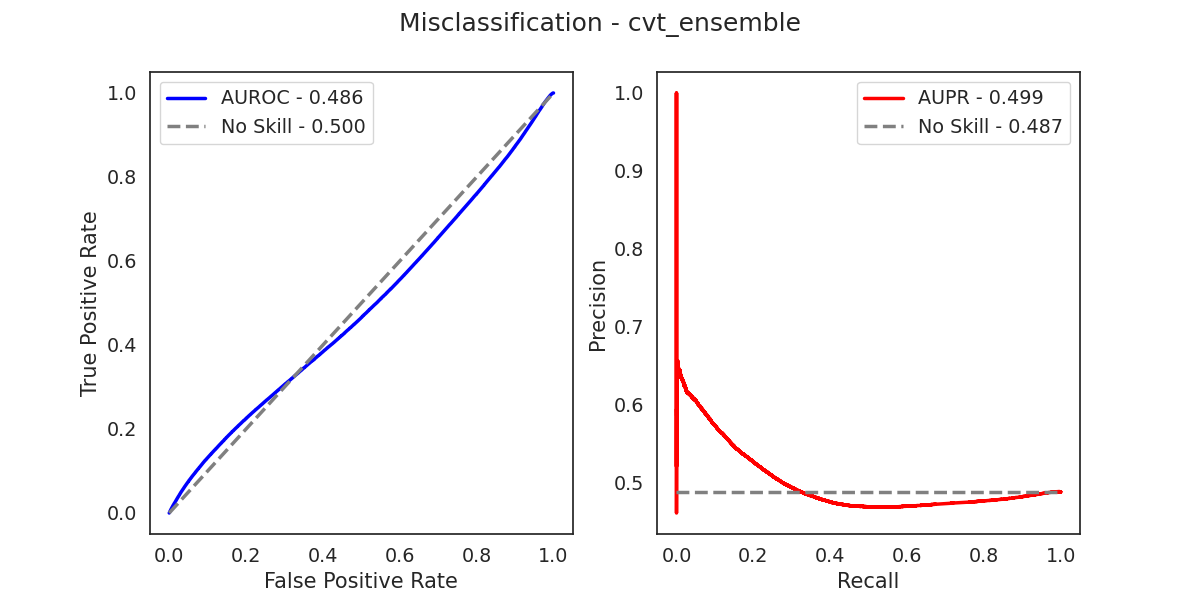 Misclassification - cvt_ensemble
AUROC - 0.486
No Skill - 0.500
True Positive Rate
1.0
0.8
0.6
0.4
0.2
0.0
0.0 0.2 0.4 0.6 0.8 1.0
False Positive Rate
AUPR - 0.499
No Skill - 0.487
Precision
1.0
0.9
0.8
0.7
0.6
0.5
0.0 0.2 0.4 0.6 0.8 1.0
Recall